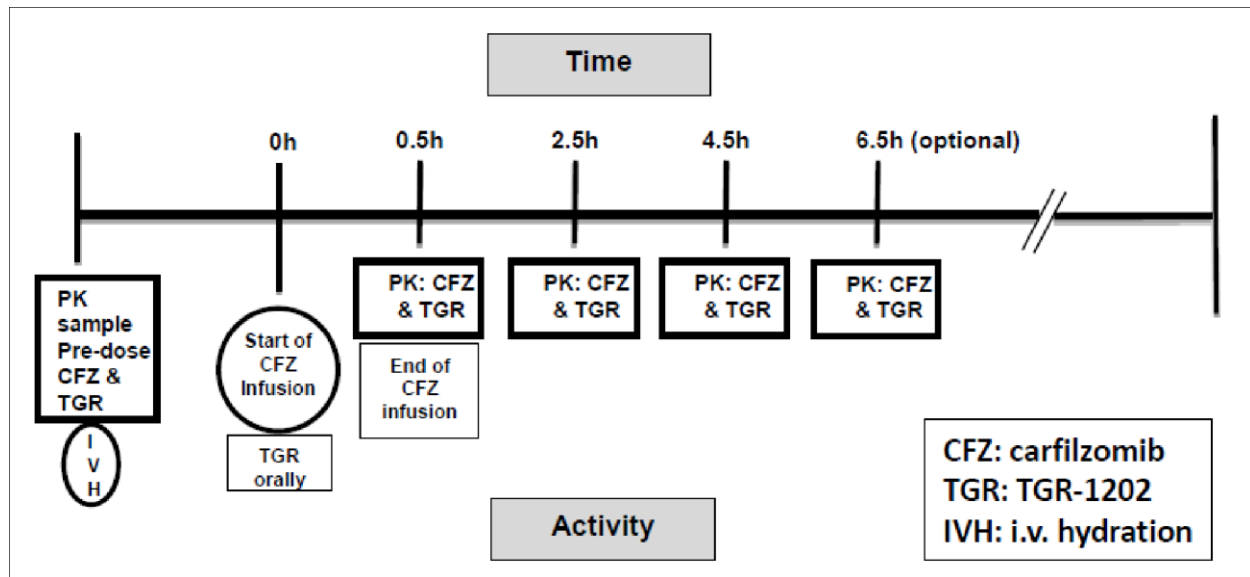 Time
0h
0.5h
2.5h
4.5h
6.5h (optional)
PK
sample
Pre-dose
CFZ &
TGR
I
V
H
Start of
CFZ
Infusion
TGR
orally
PK: CFZ
& TGR
End of
CFZ
infusion
PK: CFZ
& TGR
PK: CFZ
& TGR
PK: CFZ
& TGR
Activity
CFZ: carfilzomib
TGR: TGR-1202
IVH: i.v. hydration